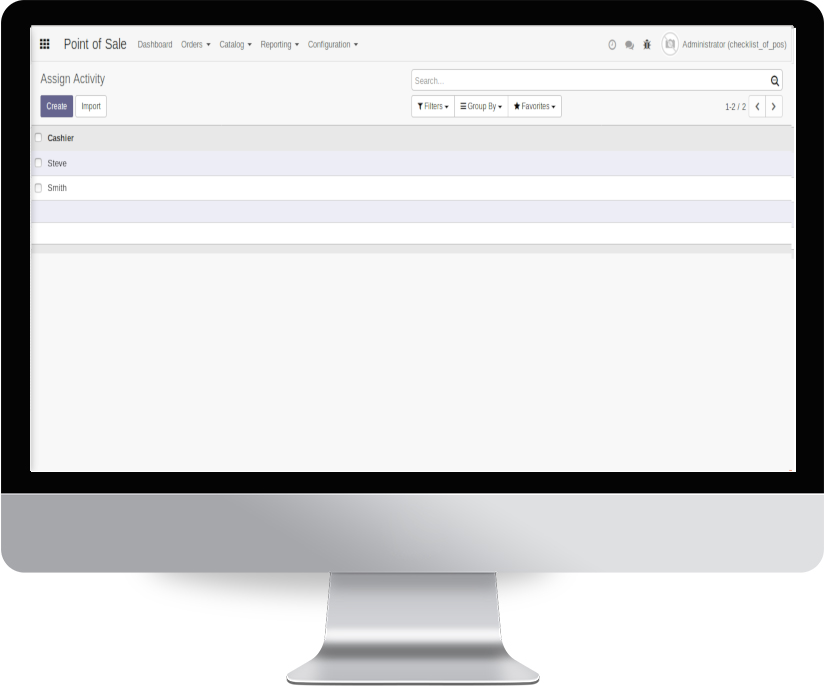 Point of Sale Dashboard Orders Catalog Reporting Configuration Administrator (checklist_of_pos)
Assign Activity Search...
Create Import Filters Group By Favorites 1-2 / 2
Cashier
Steve
Smith